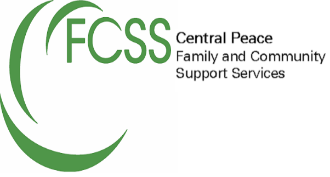 FCSS
Central Peace
Family and Community
Support Services